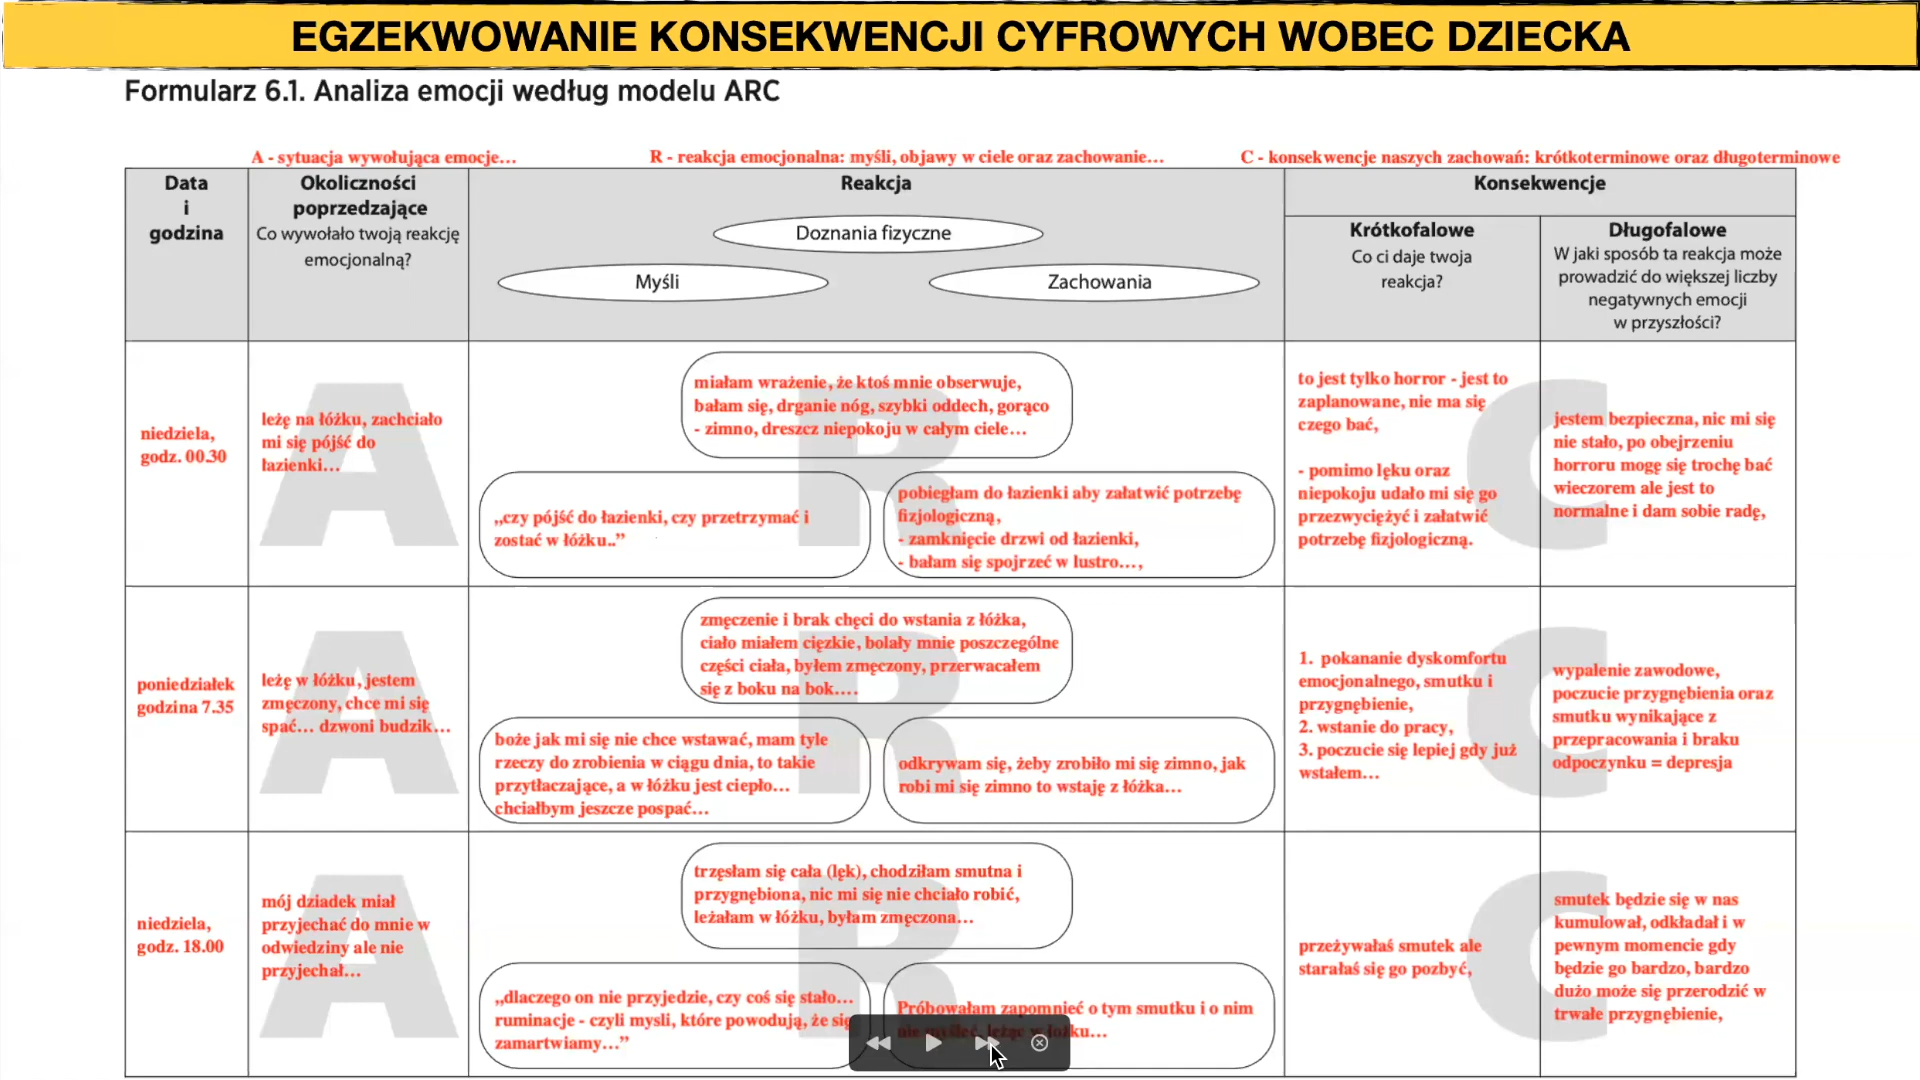 EGZEKWOWANIE KONSEKWENCJI CYFROWYCH WOBEC DZIECKA
Formularz 6.1. Analiza emocji według modelu ARC
A - sytuacja wywołująca emocje…
R - reakcja emocjonalna: myśli, objawy w ciele oraz zachowanie…
C - konsekwencje naszych zachowań: krótkoterminowe oraz długoterminowe
Data
i
godzina
Okoliczności
poprzedzające
Co wywołało twoją reakcję
emocjonalną?
Reakcja
Doznania fizyczne
Myśli
Zachowania
Konsekwencje
Krótkofalowe
Co ci daje twoja
reakcja?
Długofalowe
W jaki sposób ta reakcja może
prowadzić do większej liczby
negatywnych emocji
w przyszłości?
A
R
C
niedziela,
godz. 00.30
leżę na łóżku, zachciało
mi się pójść do
łazienki…
miałam wrażenie, że ktoś mnie obserwuje,
bałam się, drganie nóg, szybki oddech, gorąco
- zimno, dreszcz niepokoju w całym ciele…
„czy pójść do łazienki, czy przetrzymać i
zostać w łóżku..”
pobiegłam do łazienki aby załatwić potrzebę
fizjologiczną,
- zamknięcie drzwi od łazienki,
- bałam się spojrzeć w lustro…,
to jest tylko horror - jest to
zaplanowane, nie ma się
czego bać,
- pomimo lęku oraz
niepokoju udało mi się go
przezwyciężyć i załatwić
potrzebę fizjologiczną.
jestem bezpieczna, nic mi się
nie stało, po obejrzeniu
horroru mogę się trochę bać
wieczorem ale jest to
normalne i dam sobie radę,
A
R
C
poniedziałek
godzina 7.35
leżę w łóżku, jestem
zmęczony, chce mi się
spać… dzwoni budzik…
zmęczenie i brak chęci do wstania z łóżka,
ciało miałem cięzkie, bolały mnie poszczególne
części ciała, byłem zmęczony, przerwacałem
się z boku na bok….
boże jak mi się nie chce wstawać, mam tyle
rzeczy do zrobienia w ciągu dnia, to takie
przytłaczające, a w łóżku jest ciepło…
chciałbym jeszcze pospać…
odkrywam się, żeby zrobiło mi się zimno, jak
robi mi się zimno to wstaję z łóżka…
1. pokananie dyskomfortu
emocjonalnego, smutku i
przygnębienie,
2. wstanie do pracy,
3. poczucie się lepiej gdy już
wstałem…
wypalenie zawodowe,
poczucie przygnębienia oraz
smutku wynikające z
przepracowania i braku
odpoczynku = depresja
A
R
C
niedziela,
godz. 18.00
mój dziadek miał
przyjechać do mnie w
odwiedziny ale nie
przyjechał…
trzęsłam się cała (lęk), chodziłam smutna i
przygnębiona, nic mi się nie chciało robić,
leżałam w łóżku, byłam zmęczona…
„dlaczego on nie przyjedzie, czy coś się stało…
ruminacje - czyli mysli, które powodują, że się
zamartwiamy…”
Próbowałam zapomnieć o tym smutku i o nim
nie myśleć, leżąc w łożku…
przeżywałaś smutek ale
starałaś się go pozbyć,
smutek będzie się w nas
kumulował, odkładał i w
pewnym momencie gdy
będzie go bardzo, bardzo
dużo może się przerodzić w
trwałe przygnębienie,